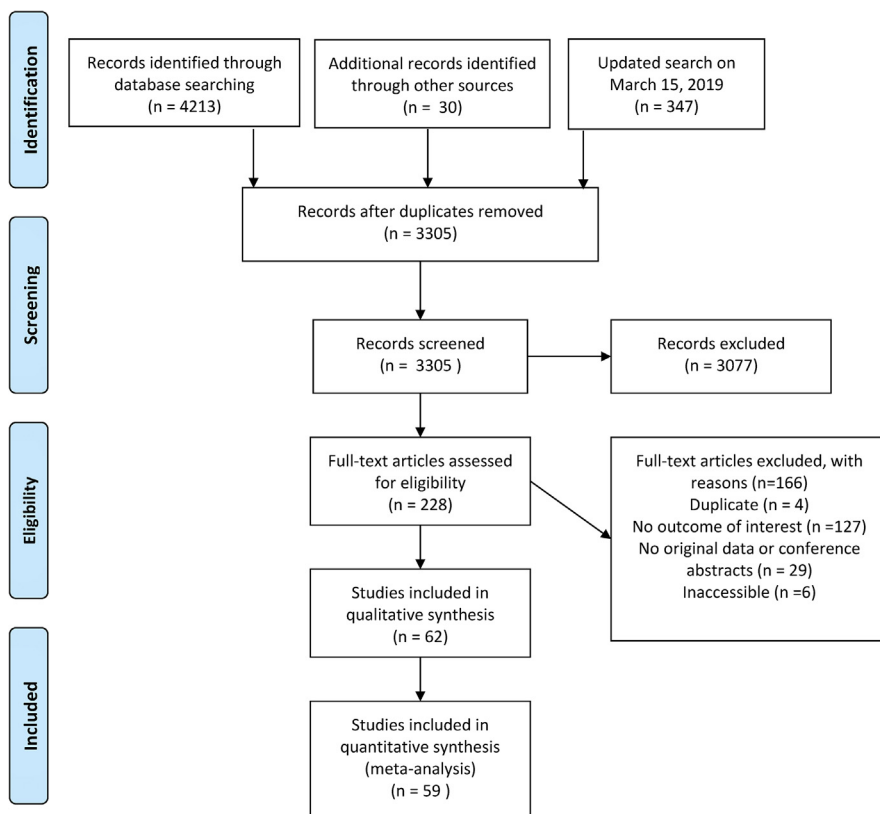 Identification
Records identified through
database searching
(n = 4213)
Additional records identified
through other sources
(n = 30)
Updated search on
March 15, 2019
(n = 347)
Records after duplicates removed
(n = 3305)
Screening
Records screened
(n = 3305 )
Records excluded
(n = 3077)
Eligibility
Full-text articles assessed
for eligibility
(n = 228)
Full-text articles excluded, with
reasons (n=166)
Duplicate (n = 4)
No outcome of interest (n =127)
No original data or conference
abstracts (n = 29)
Inaccessible (n =6)
Studies included in
qualitative synthesis
(n = 62)
Included
Studies included in
quantitative synthesis
(meta-analysis)
(n = 59 )